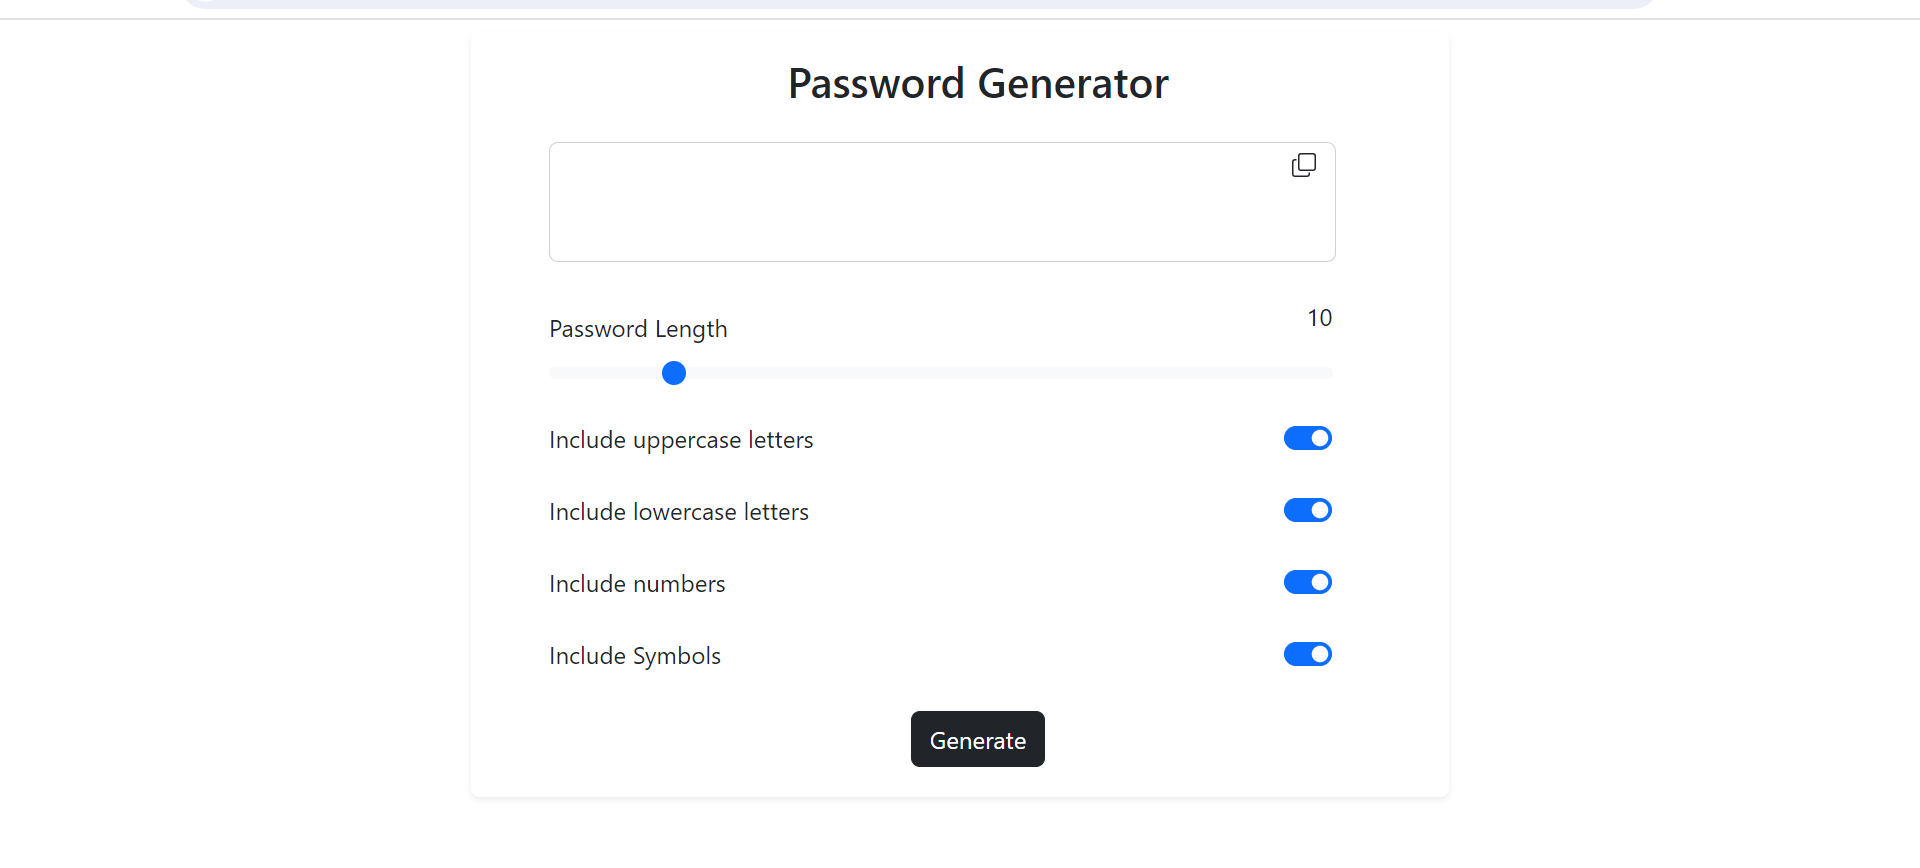 Password Generator
Password Length
10
Include uppercase letters
Include lowercase letters
Include numbers
Include Symbols
Generate